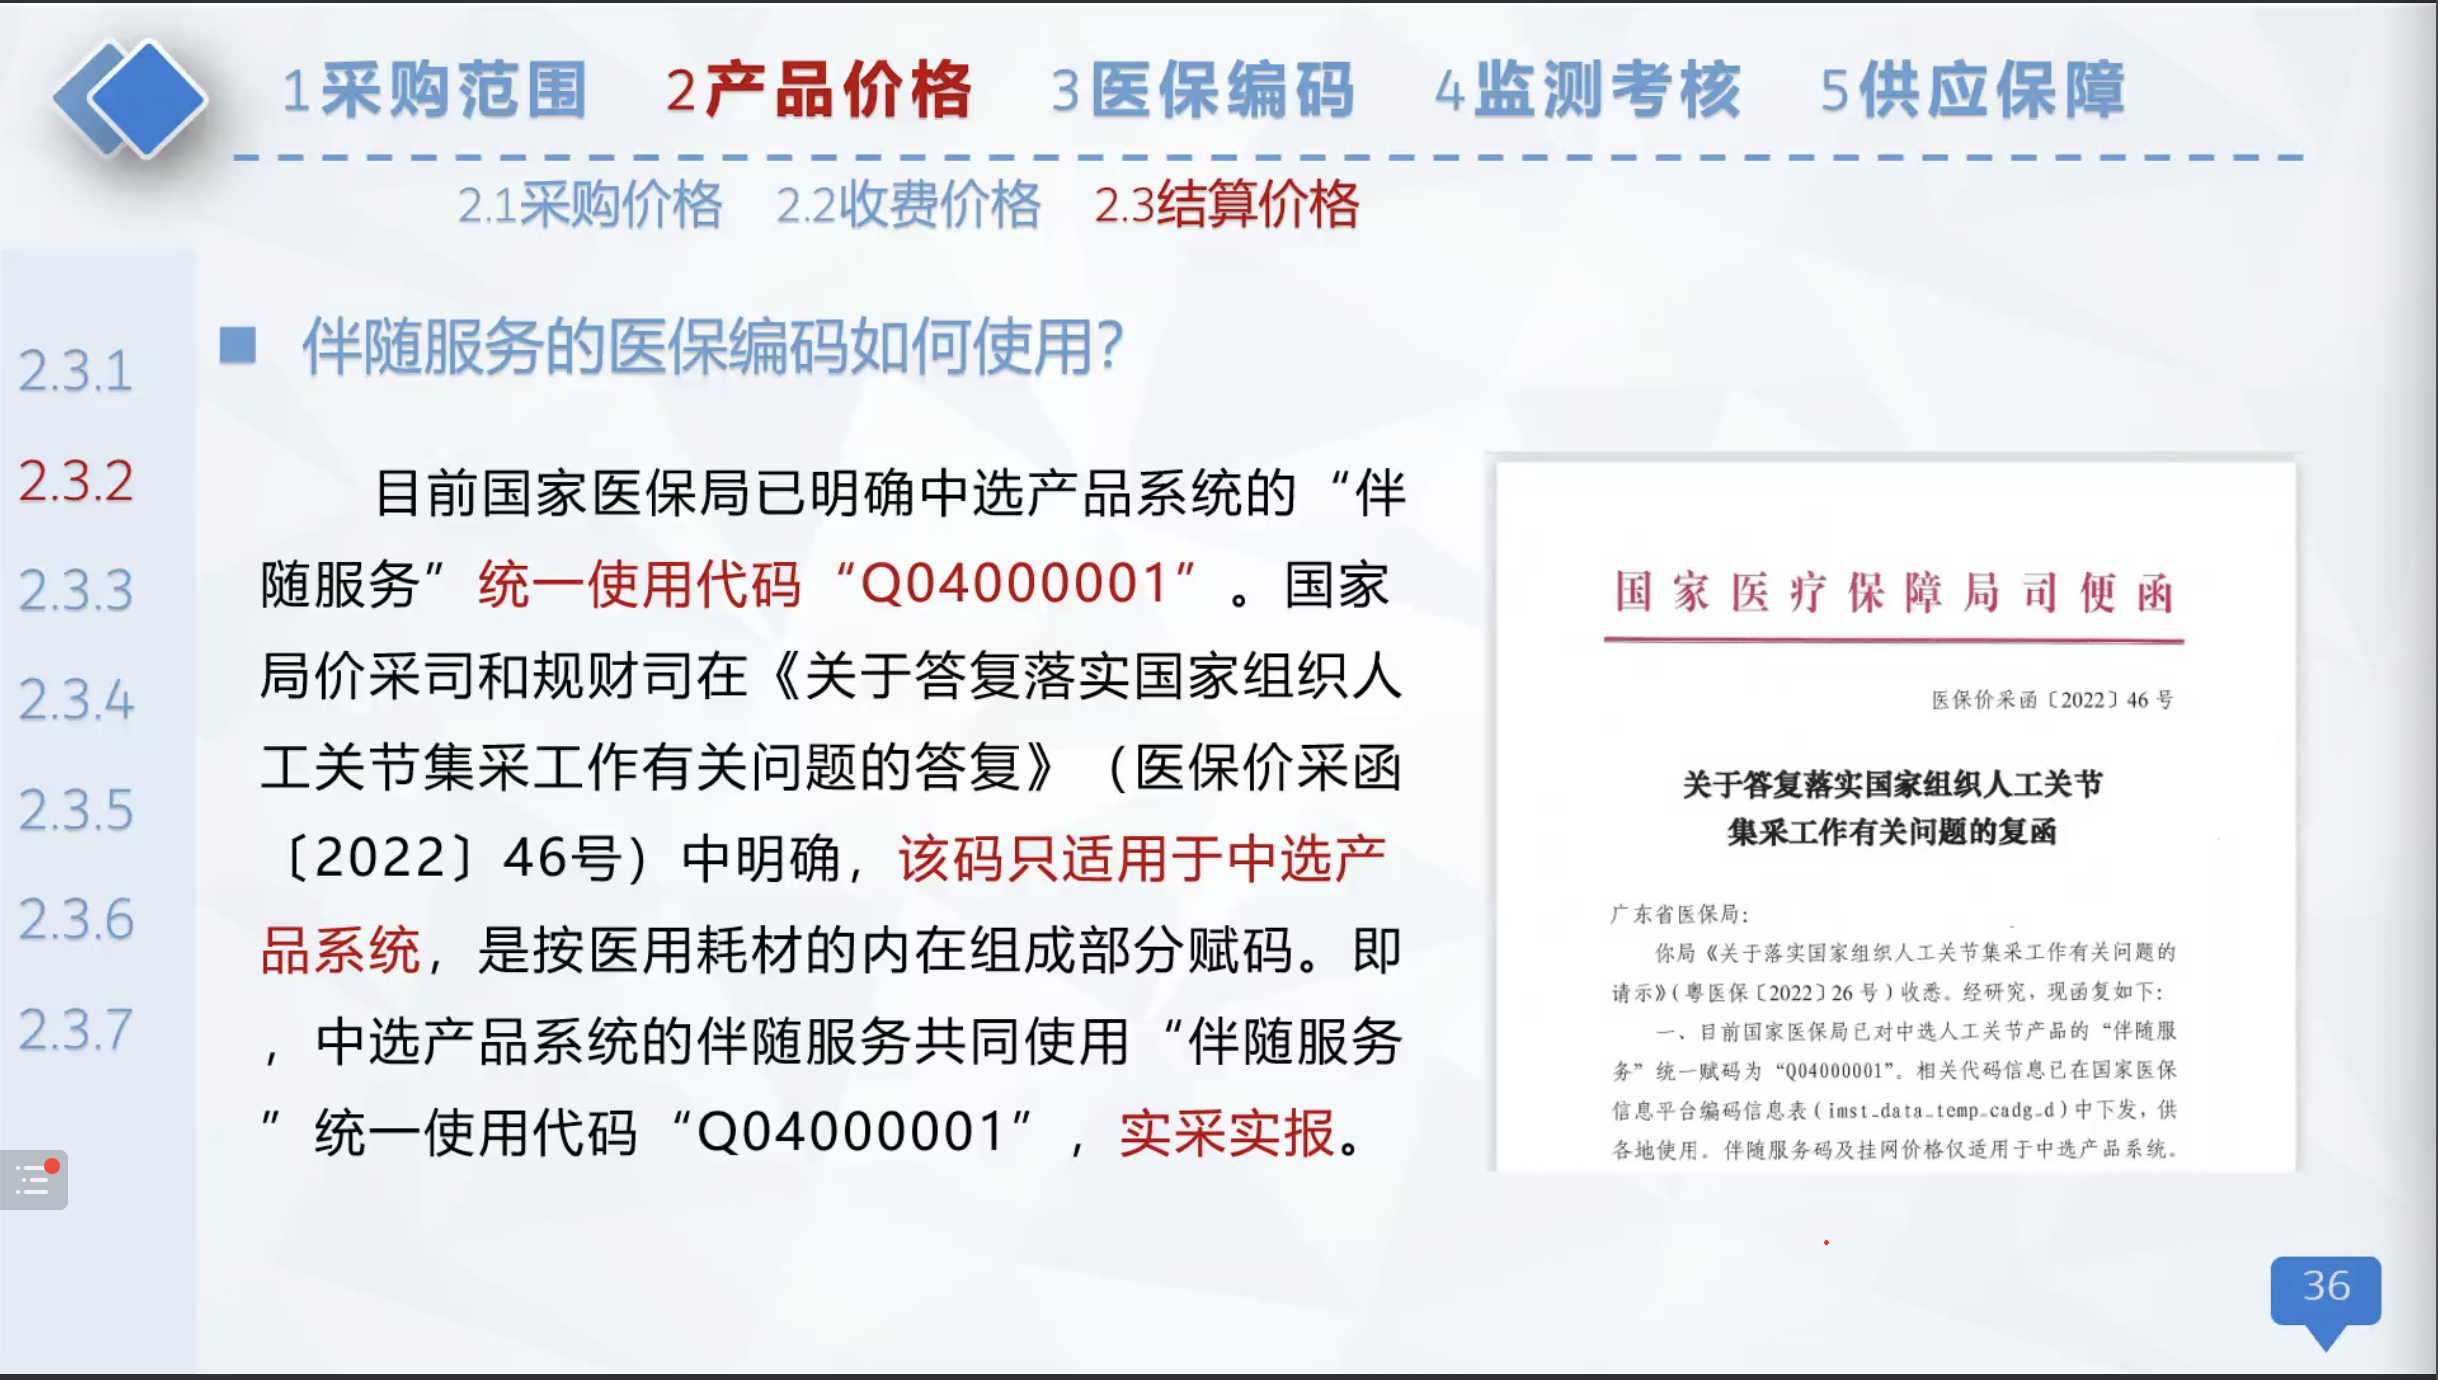 1采购范围 2产品价格 3医保编码 4监测考核 5供应保障
2.1采购价格 2.2收费价格 2.3结算价格
2.3.1
2.3.2
2.3.3
2.3.4
2.3.5
2.3.6
2.3.7
伴随服务的医保编码如何使用?
目前国家医保局已明确中选产品系统的“伴
随服务”统一使用代码“Q04000001”。国家
局价采司和规财司在《关于答复落实国家组织人
工关节集采工作有关问题的答复》（医保价采函
〔2022〕46号）中明确，该码只适用于中选产
品系统，是按医用耗材的内在组成部分赋码。即
，中选产品系统的伴随服务共同使用“伴随服务
”统一使用代码“Q04000001”，实采实报。
国家医疗保障局司便函
医保价采函〔2022〕46 号
关于答复落实国家组织人工关节
集采工作有关问题的复函
广东省医保局：
你局《关于落实国家组织人工关节集采工作有关问题的
请示》（粤医保〔2022〕26 号）收悉。经研究，现函复如下：
一、目前国家医保局已对中选人工关节产品的“伴随服
务”统一赋码为“Q04000001”。相关代码信息已在国家医保
信息平台编码信息表（imst_data_temp_cadg_d）中下发，供
各地使用。伴随服务码及挂网价格仅适用于中选产品系统。
36